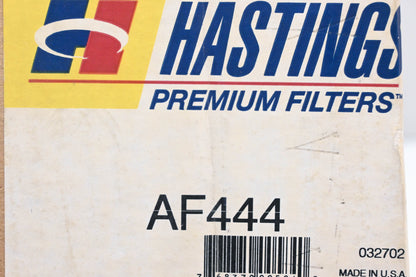 HASTINGS
PREMIUM FILTERS™
AF444
032702
MADE IN U.S.A